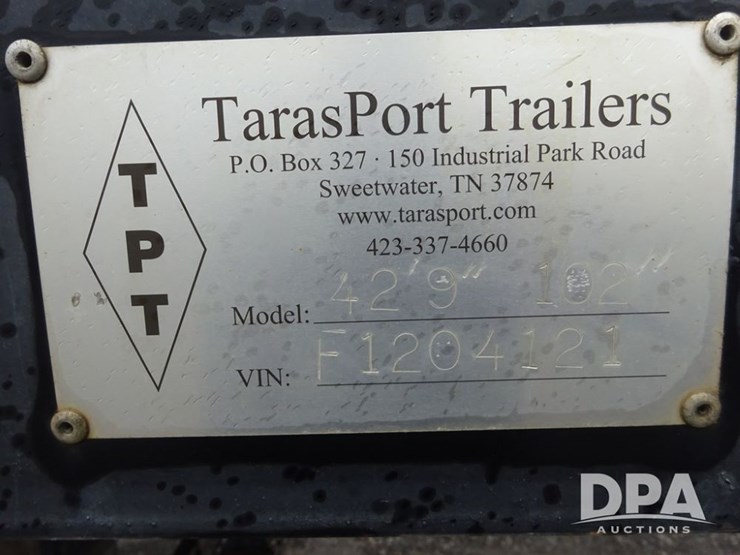 TarasPort Trailers
P.O. Box 327 · 150 Industrial Park Road
Sweetwater, TN 37874
www.tarasport.com
423-337-4660
TPT
Model: 42'9" 102"
VIN: F1204121
DPA
AUCTIONS